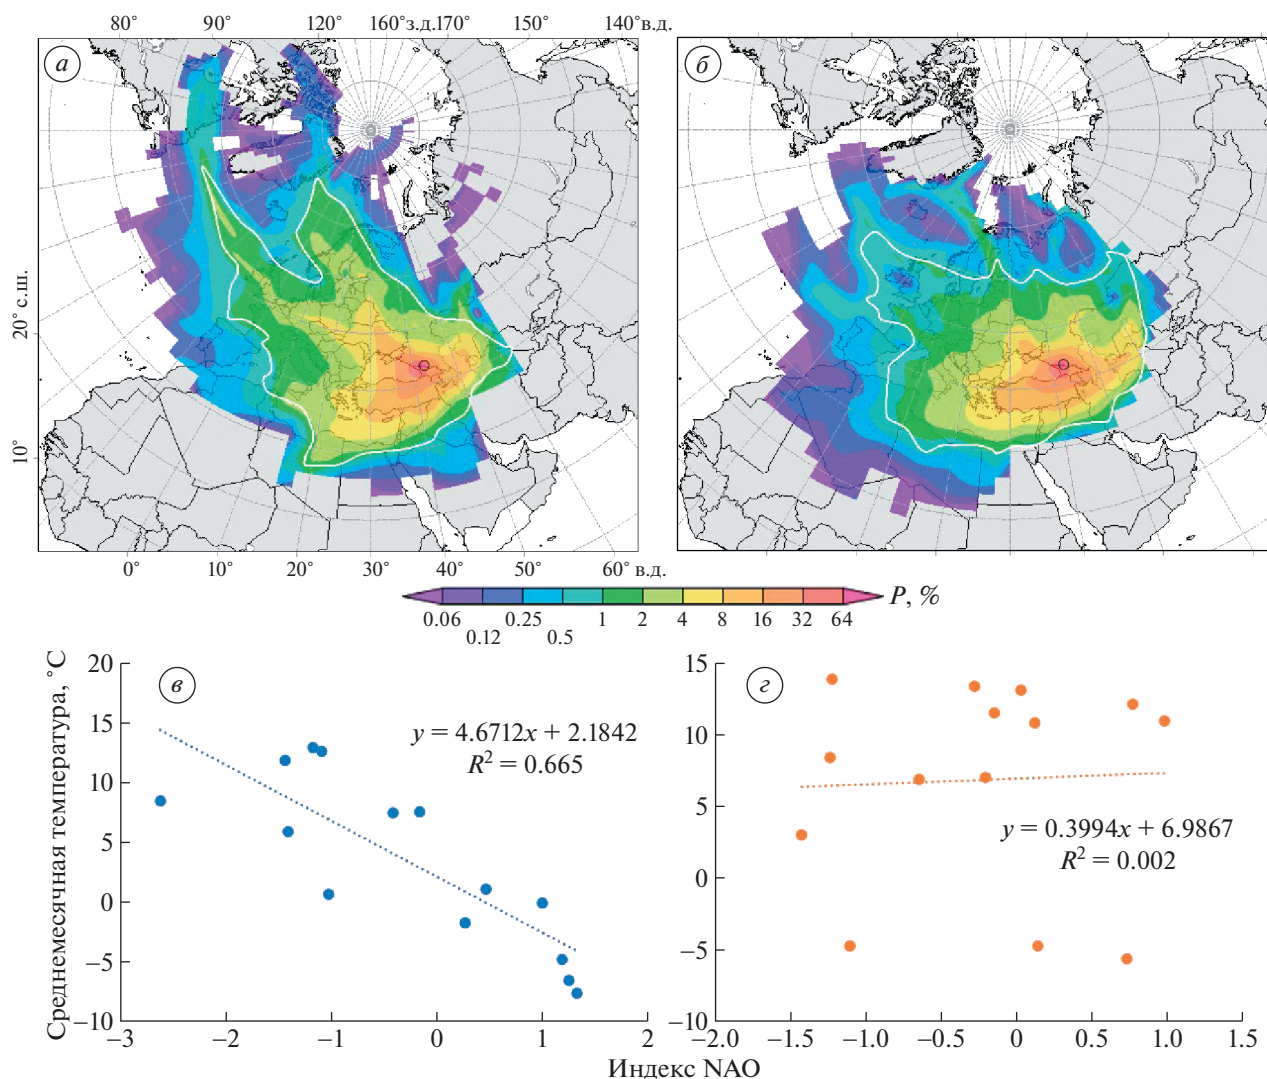 80° 90° 120° 160°з.д. 170° 150° 140°в.д.
а
б
20° с.ш.
10°
0° 10° 20° 30° 40° 50° 60° в.д.
P, %
0.06 0.25 1 2 4 8 16 32 64
0.12 0.5
Среднемесячная температура, °C
20
15
10
5
0
−5
−10
в
y = 4.6712x + 2.1842
R² = 0.665
−3 −2 −1 0 1 2
15
10
5
0
−5
−10
г
y = 0.3994x + 6.9867
R² = 0.002
−2.0 −1.5 −1.0 −0.5 0 0.5 1.0 1.5
Индекс NAO